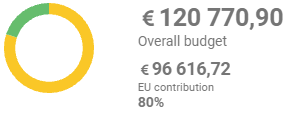 € 120 770,90
Overall budget
€ 96 616,72
EU contribution
80%